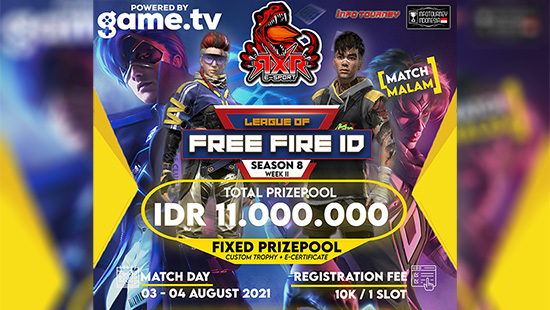 POWERED BY
game.tv
INFOTOURNEY
INFOTOURNEY
INDONESIA
RXR
E-SPORT
[MATCH
MALAM]
LEAGUE OF
FREE FIRE ID
SEASON 8
WEEK II
TOTAL PRIZEPOOL
IDR 11.000.000
FIXED PRIZEPOOL
CUSTOM TROPHY + E-CERTIFICATE
MATCH DAY
03 - 04 AUGUST 2021
REGISTRATION FEE
10K / 1 SLOT